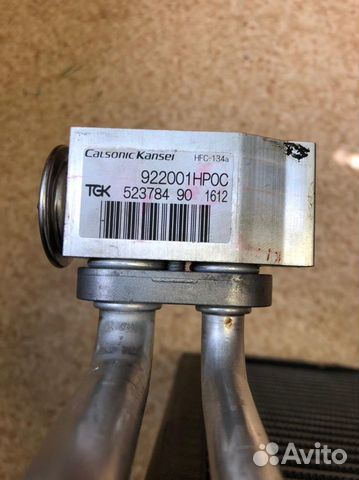 Calsonic Kansei HFC-134a
922001HP0C
TGK 523784 90 1612
Avito